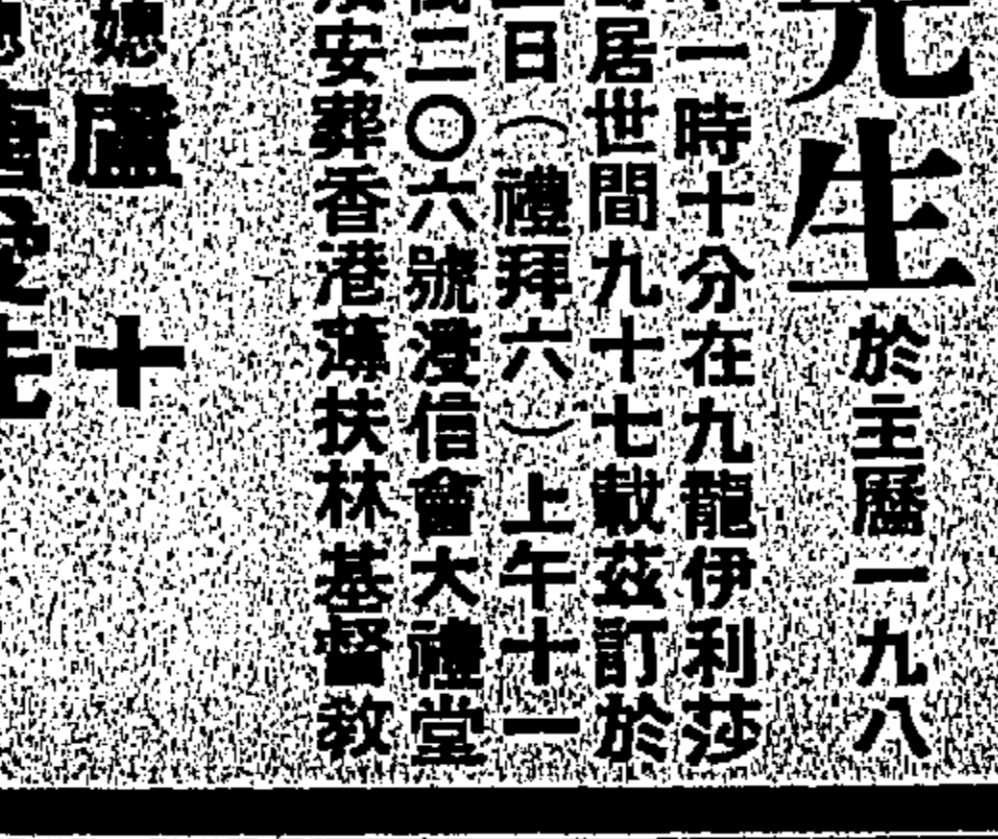 先生於主曆一九八
一時十分在九龍伊利莎
居世間九十七載茲訂於
日（禮拜六）上午十一
二〇六號浸信會大禮堂
安葬香港薄扶林基督教
媳盧 十